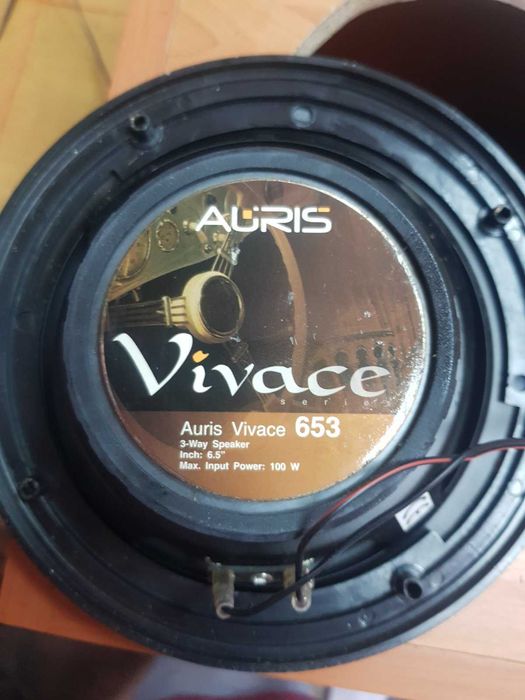 AURIS
Vivace
series
Auris Vivace 653
3-Way Speaker
Inch: 6.5"
Max. Input Power: 100 W